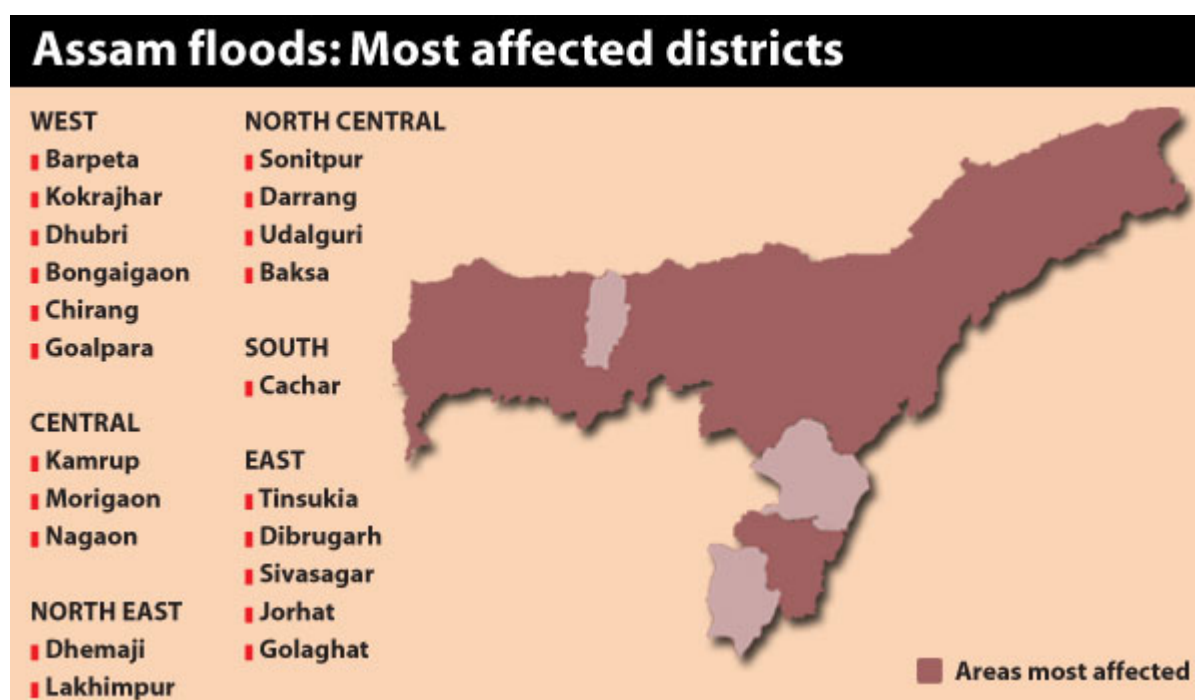 Assam floods: Most affected districts
WEST
Barpeta
Kokrajhar
Dhubri
Bongaigaon
Chirang
Goalpara
CENTRAL
Kamrup
Morigaon
Nagaon
NORTH EAST
Dhemaji
Lakhimpur
NORTH CENTRAL
Sonitpur
Darrang
Udalguri
Baksa
SOUTH
Cachar
EAST
Tinsukia
Dibrugarh
Sivasagar
Jorhat
Golaghat
Areas most affected